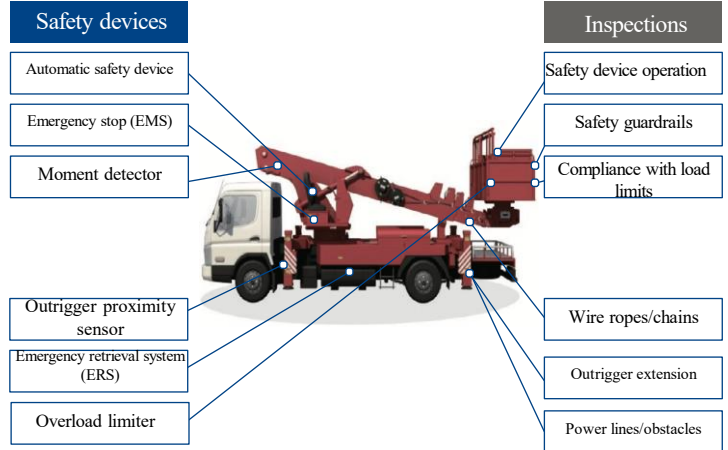 Safety devices
Automatic safety device
Emergency stop (EMS)
Moment detector
Outrigger proximity
sensor
Emergency retrieval system
(ERS)
Overload limiter
Inspections
Safety device operation
Safety guardrails
Compliance with load
limits
Wire ropes/chains
Outrigger extension
Power lines/obstacles